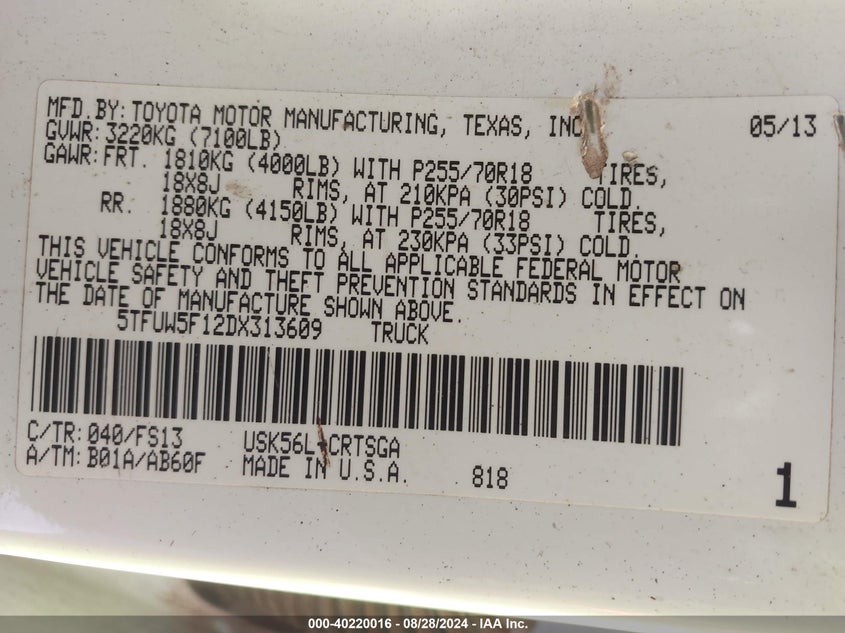 MFD.BY: TOYOTA MOTOR MANUFACTURING, TEXAS, INC. 05/13
GVWR: 3220KG (7100LB)
GAWR: FRT. 1810KG (4000LB) WITH P255/70R18 TIRES,
18X8J RIMS, AT 210KPA (30PSI) COLD.
RR. 1880KG (4150LB) WITH P255/70R18 TIRES,
18X8J RIMS, AT 230KPA (33PSI) COLD.
THIS VEHICLE CONFORMS TO ALL APPLICABLE FEDERAL MOTOR
VEHICLE SAFETY AND THEFT PREVENTION STANDARDS IN EFFECT ON
THE DATE OF MANUFACTURE SHOWN ABOVE.
5TFUW5F12DX313609 TRUCK
C/TR: 040/FS13 USK56L-CRTSGA
A/TM: B01A/AB60F MADE IN U.S.A. 818 1
000-40220016 - 08/28/2024 - IAA Inc.